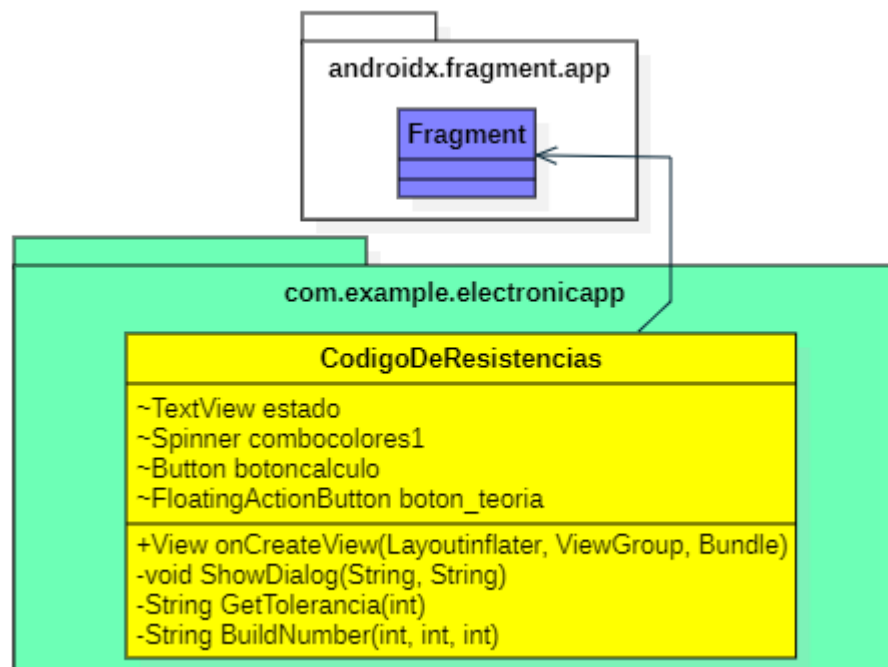 androidx.fragment.app
Fragment
com.example.electronicapp
CodigoDeResistencias
~TextView estado
~Spinner combocolores1
~Button botoncalculo
~FloatingActionButton boton_teoria
+View onCreateView(Layoutinflater, ViewGroup, Bundle)
-void ShowDialog(String, String)
-String GetTolerancia(int)
-String BuildNumber(int, int, int)